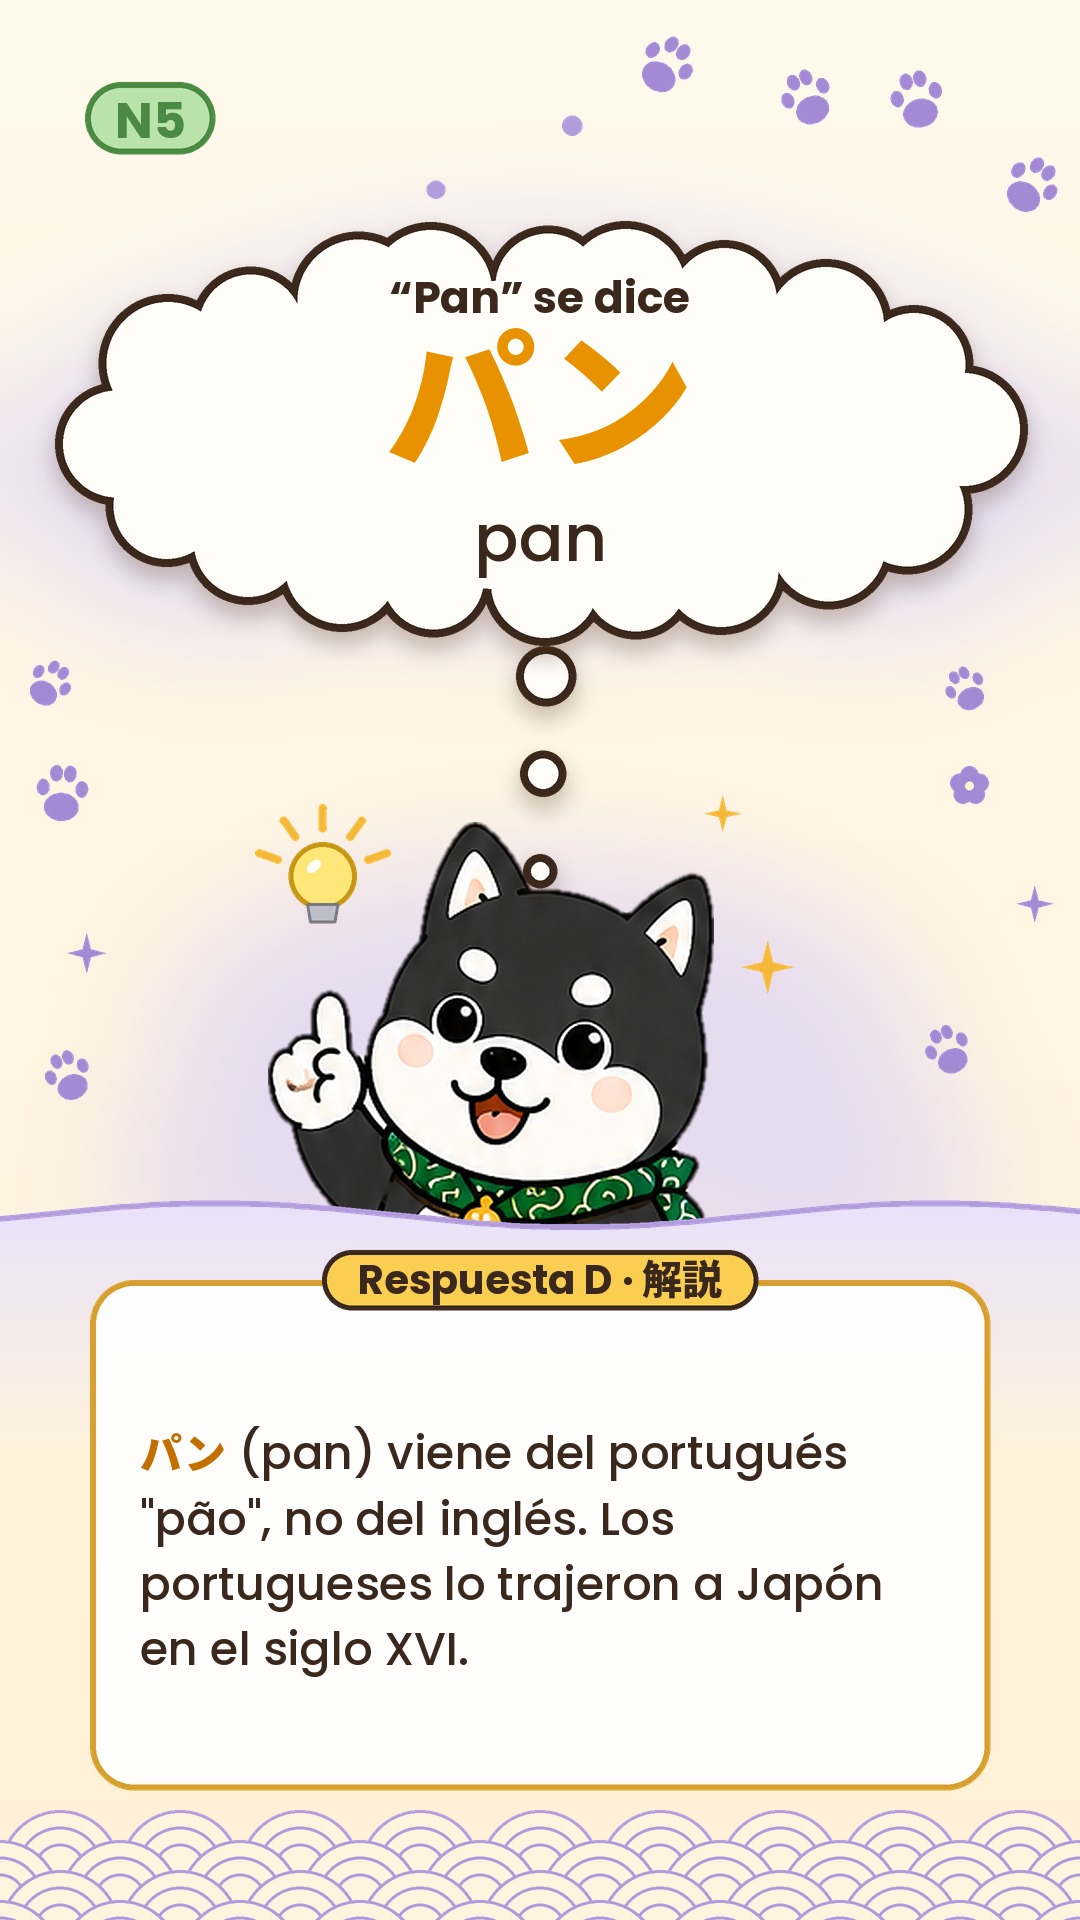 N5
“Pan” se dice
パン
pan
Respuesta D · 解説
パン (pan) viene del portugués
"pão", no del inglés. Los
portugueses lo trajeron a Japón
en el siglo XVI.